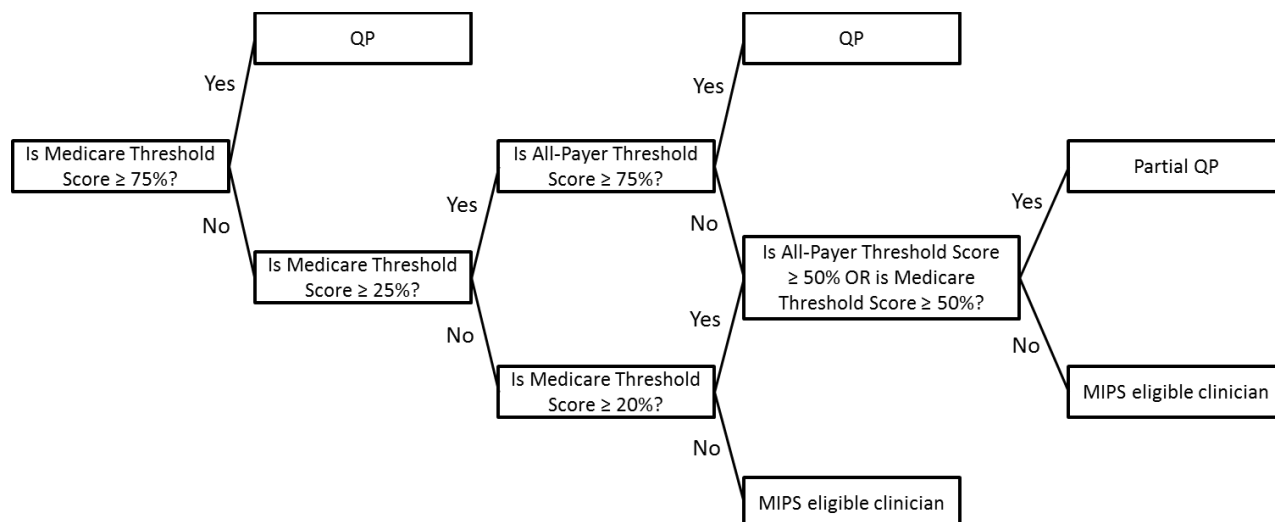 QP
QP
Yes
Yes
Is Medicare Threshold
Score ≥ 75%?
Is All-Payer Threshold
Score ≥ 75%?
Partial QP
Yes
No
Yes
No
Is Medicare Threshold
Score ≥ 25%?
Is All-Payer Threshold Score
≥ 50% OR is Medicare
Threshold Score ≥ 50%?
No
Yes
No
Is Medicare Threshold
Score ≥ 20%?
MIPS eligible clinician
No
MIPS eligible clinician